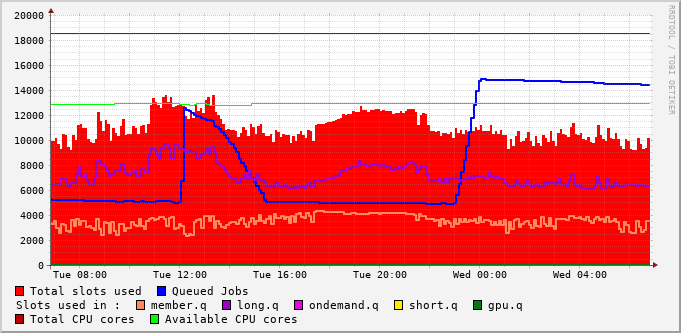 20000
18000
16000
14000
12000
10000
8000
6000
4000
2000
0
Tue 08:00 Tue 12:00 Tue 16:00 Tue 20:00 Wed 00:00 Wed 04:00
Total slots used Queued Jobs
Slots used in : member.q long.q ondemand.q short.q gpu.q
Total CPU cores Available CPU cores
RRDTOOL / TOBI OETIKER